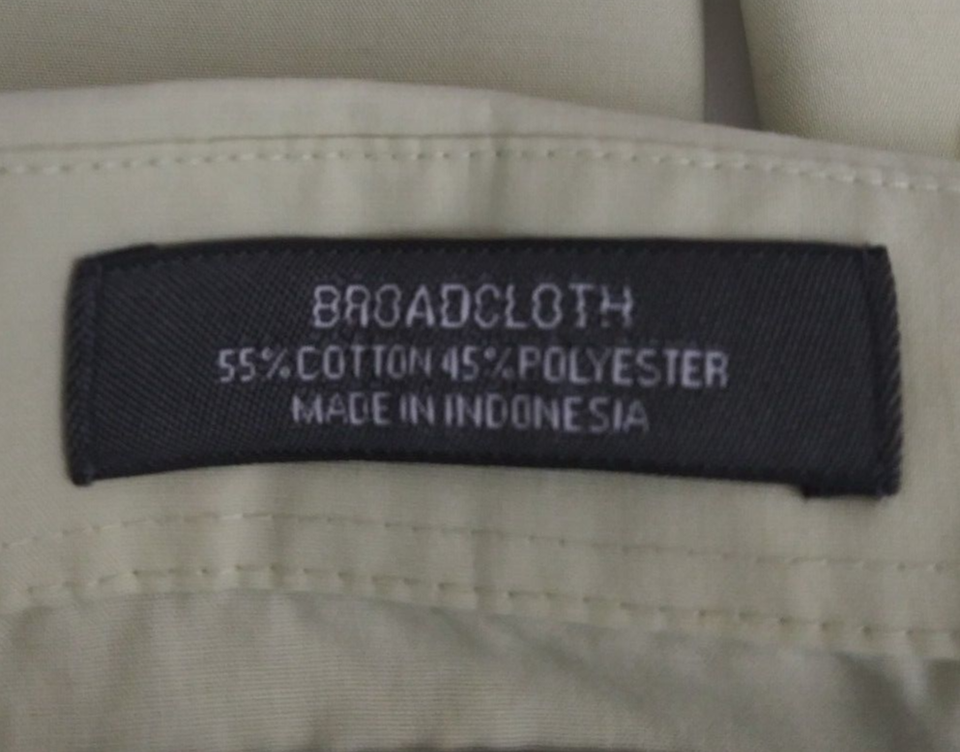 BROADCLOTH
55%COTTON 45%POLYESTER
MADE IN INDONESIA